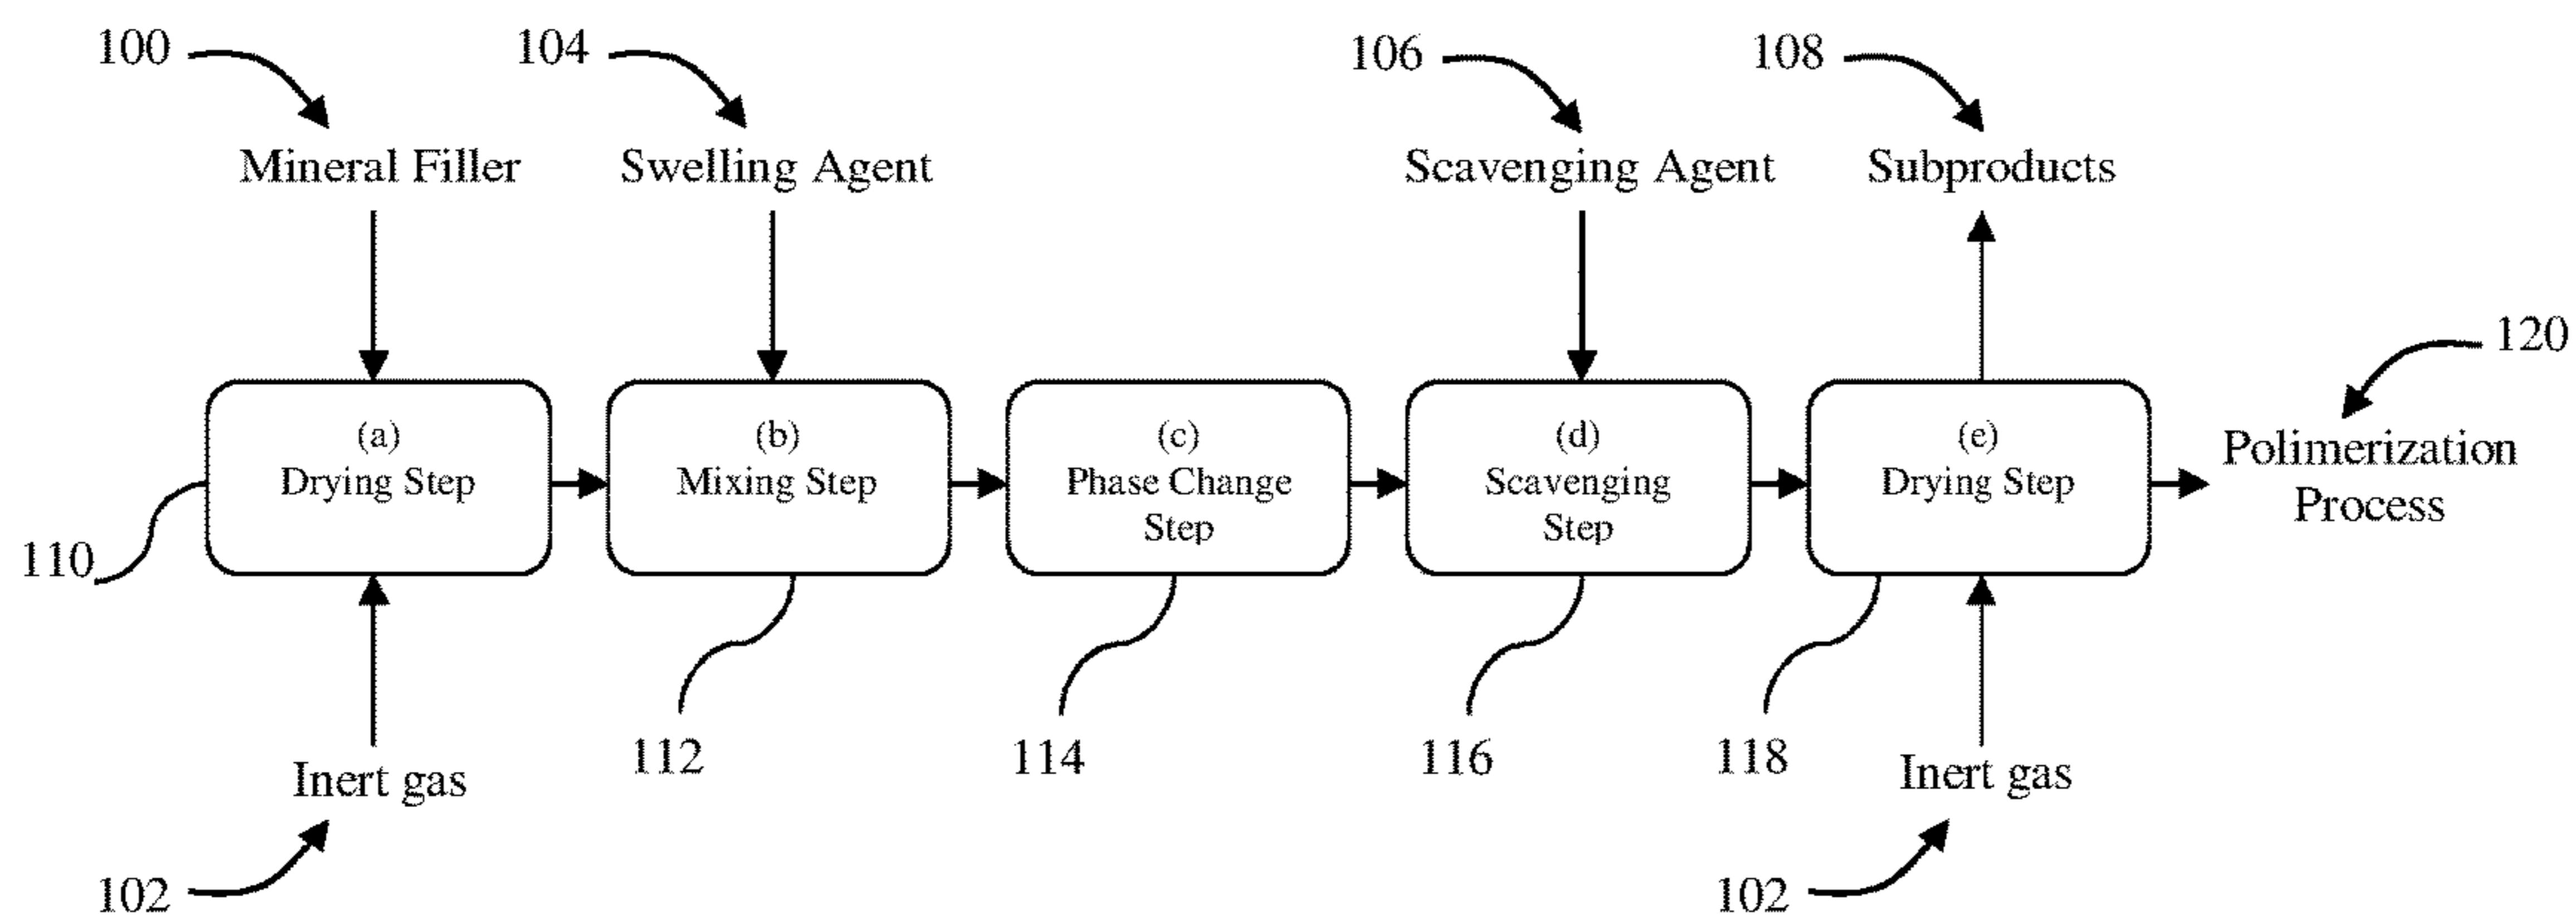 100
104
106
108
Mineral Filler
Swelling Agent
Scavenging Agent
Subproducts
120
(a)
Drying Step
(b)
Mixing Step
(c)
Phase Change
Step
(d)
Scavenging
Step
(e)
Drying Step
Polimerization
Process
110
112
114
116
118
Inert gas
Inert gas
102
102